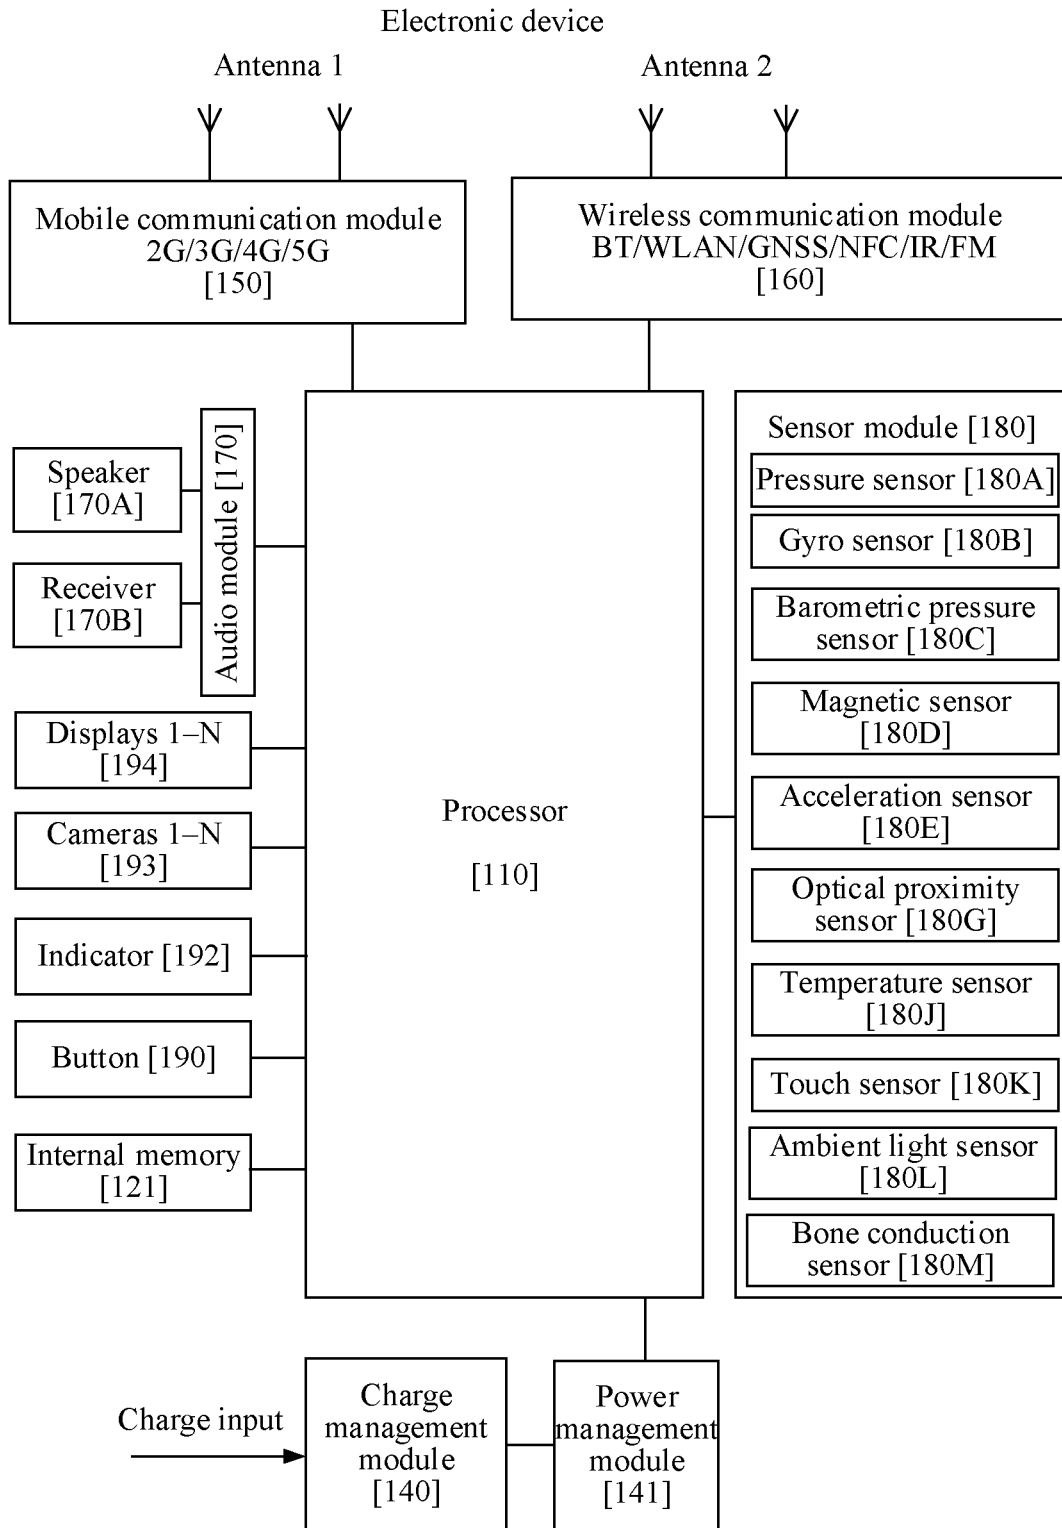 Electronic device
Antenna 1
Antenna 2
Mobile communication module
2G/3G/4G/5G
[150]
Wireless communication module
BT/WLAN/GNSS/NFC/IR/FM
[160]
Speaker
[170A]
Receiver
[170B]
Audio module [170]
Displays 1–N
[194]
Cameras 1–N
[193]
Indicator [192]
Button [190]
Internal memory
[121]
Processor
[110]
Sensor module [180]
Pressure sensor [180A]
Gyro sensor [180B]
Barometric pressure
sensor [180C]
Magnetic sensor
[180D]
Acceleration sensor
[180E]
Optical proximity
sensor [180G]
Temperature sensor
[180J]
Touch sensor [180K]
Ambient light sensor
[180L]
Bone conduction
sensor [180M]
Charge input
Charge
management
module
[140]
Power
management
module
[141]